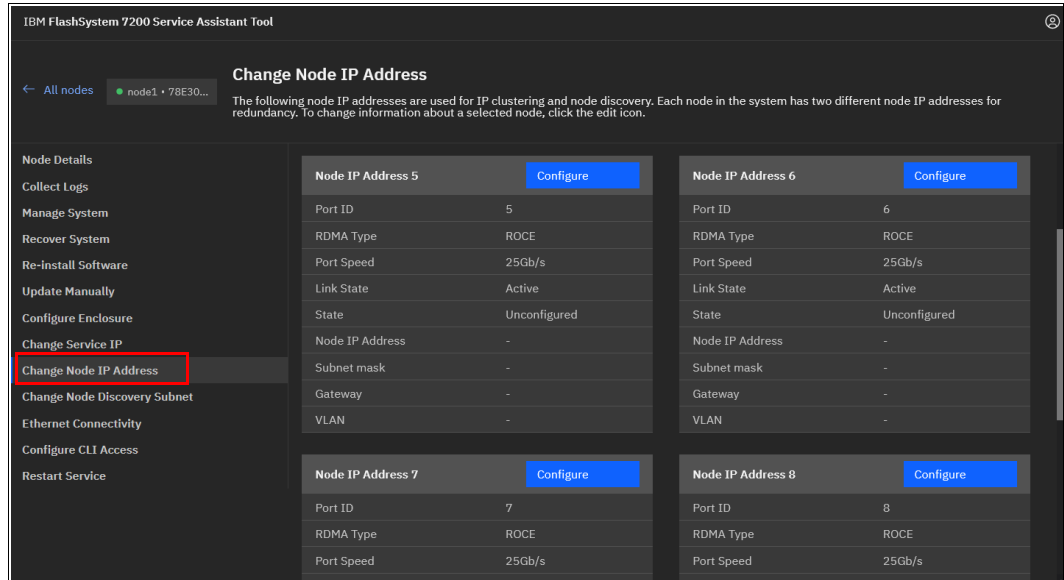 IBM FlashSystem 7200 Service Assistant Tool
← All nodes
node1 • 78E30...
Change Node IP Address
The following node IP addresses are used for IP clustering and node discovery. Each node in the system has two different node IP addresses for
redundancy. To change information about a selected node, click the edit icon.
Node Details
Collect Logs
Manage System
Recover System
Re-install Software
Update Manually
Configure Enclosure
Change Service IP
Change Node IP Address
Change Node Discovery Subnet
Ethernet Connectivity
Configure CLI Access
Restart Service
Node IP Address 5 Configure
Port ID 5
RDMA Type ROCE
Port Speed 25Gb/s
Link State Active
State Unconfigured
Node IP Address -
Subnet mask -
Gateway -
VLAN -
Node IP Address 6 Configure
Port ID 6
RDMA Type ROCE
Port Speed 25Gb/s
Link State Active
State Unconfigured
Node IP Address -
Subnet mask -
Gateway -
VLAN -
Node IP Address 7 Configure
Port ID 7
RDMA Type ROCE
Port Speed 25Gb/s
Node IP Address 8 Configure
Port ID 8
RDMA Type ROCE
Port Speed 25Gb/s